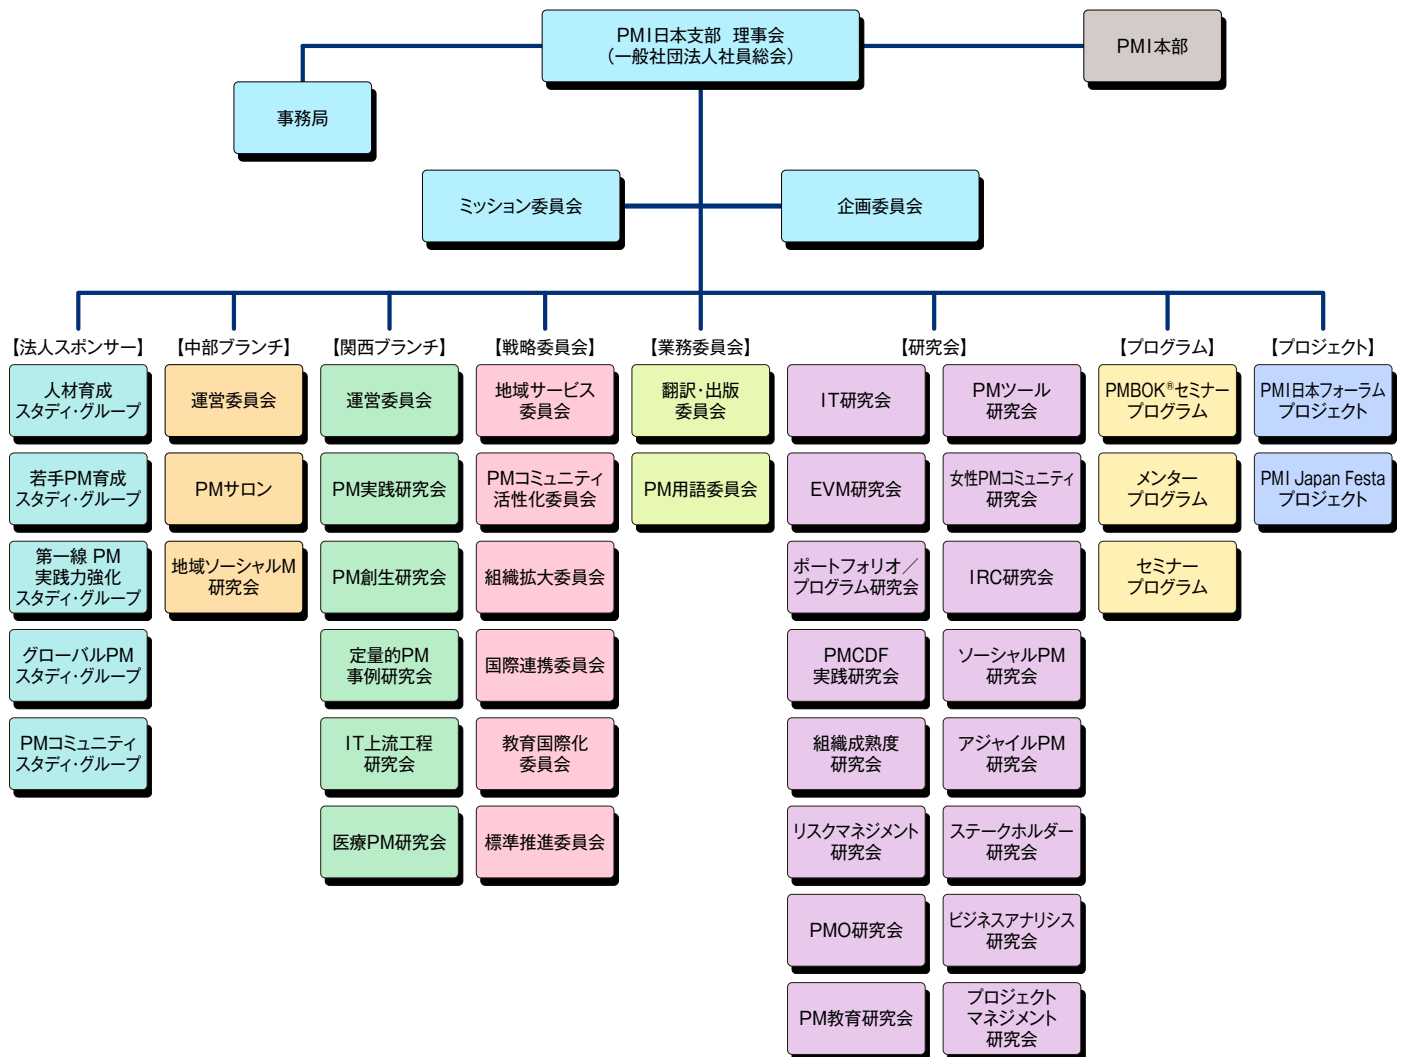 PMI日本支部 理事会
（一般社団法人社員総会）
PMI本部
事務局
ミッション委員会
企画委員会
【法人スポンサー】
人材育成
スタディ・グループ
若手PM育成
スタディ・グループ
第一線 PM
実践力強化
スタディ・グループ
グローバルPM
スタディ・グループ
PMコミュニティ
スタディ・グループ
【中部ブランチ】
運営委員会
PMサロン
地域ソーシャルM
研究会
【関西ブランチ】
運営委員会
PM実践研究会
PM創生研究会
定量的PM
事例研究会
IT上流工程
研究会
医療PM研究会
【戦略委員会】
地域サービス
委員会
PMコミュニティ
活性化委員会
組織拡大委員会
国際連携委員会
教育国際化
委員会
標準推進委員会
【業務委員会】
翻訳・出版
委員会
PM用語委員会
【研究会】
IT研究会
EVM研究会
ポートフォリオ／
プログラム研究会
PMCDF
実践研究会
組織成熟度
研究会
リスクマネジメント
研究会
PMO研究会
PM教育研究会
PMツール
研究会
女性PMコミュニティ
研究会
IRC研究会
ソーシャルPM
研究会
アジャイルPM
研究会
ステークホルダー
研究会
ビジネスアナリシス
研究会
プロジェクト
マネジメント
研究会
【プログラム】
PMBOK®セミナー
プログラム
メンター
プログラム
セミナー
プログラム
【プロジェクト】
PMI日本フォーラム
プロジェクト
PMI Japan Festa
プロジェクト